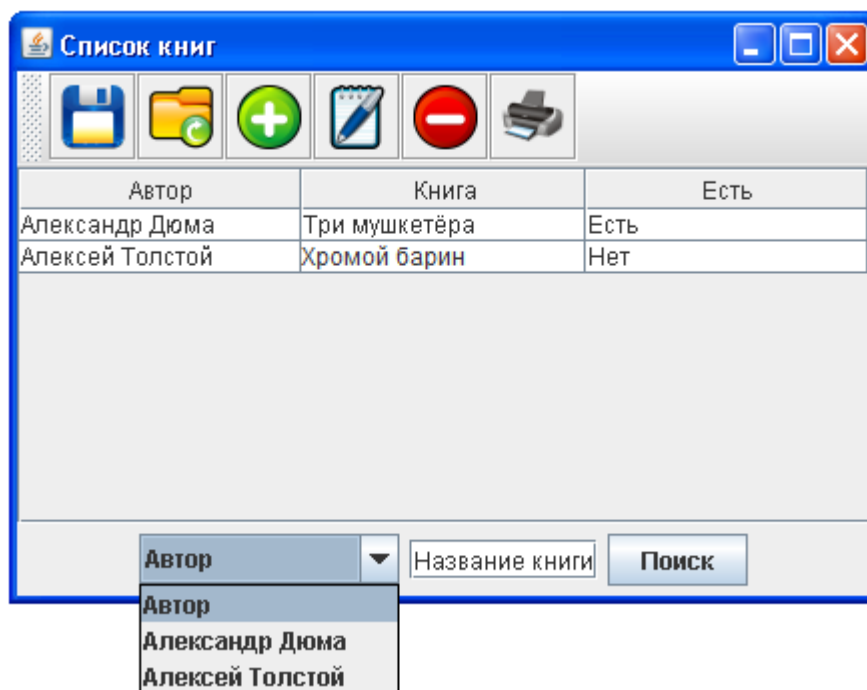 Список книг
Автор Книга Есть
Александр Дюма Три мушкетёра Есть
Алексей Толстой Хромой барин Нет
Автор Название книги Поиск
Автор
Александр Дюма
Алексей Толстой